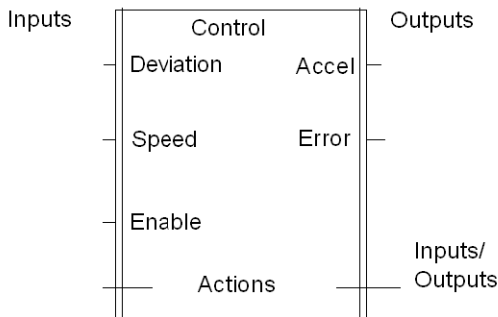 Inputs
Control
Outputs
Deviation
Accel
Speed
Error
Enable
Actions
Inputs/
Outputs